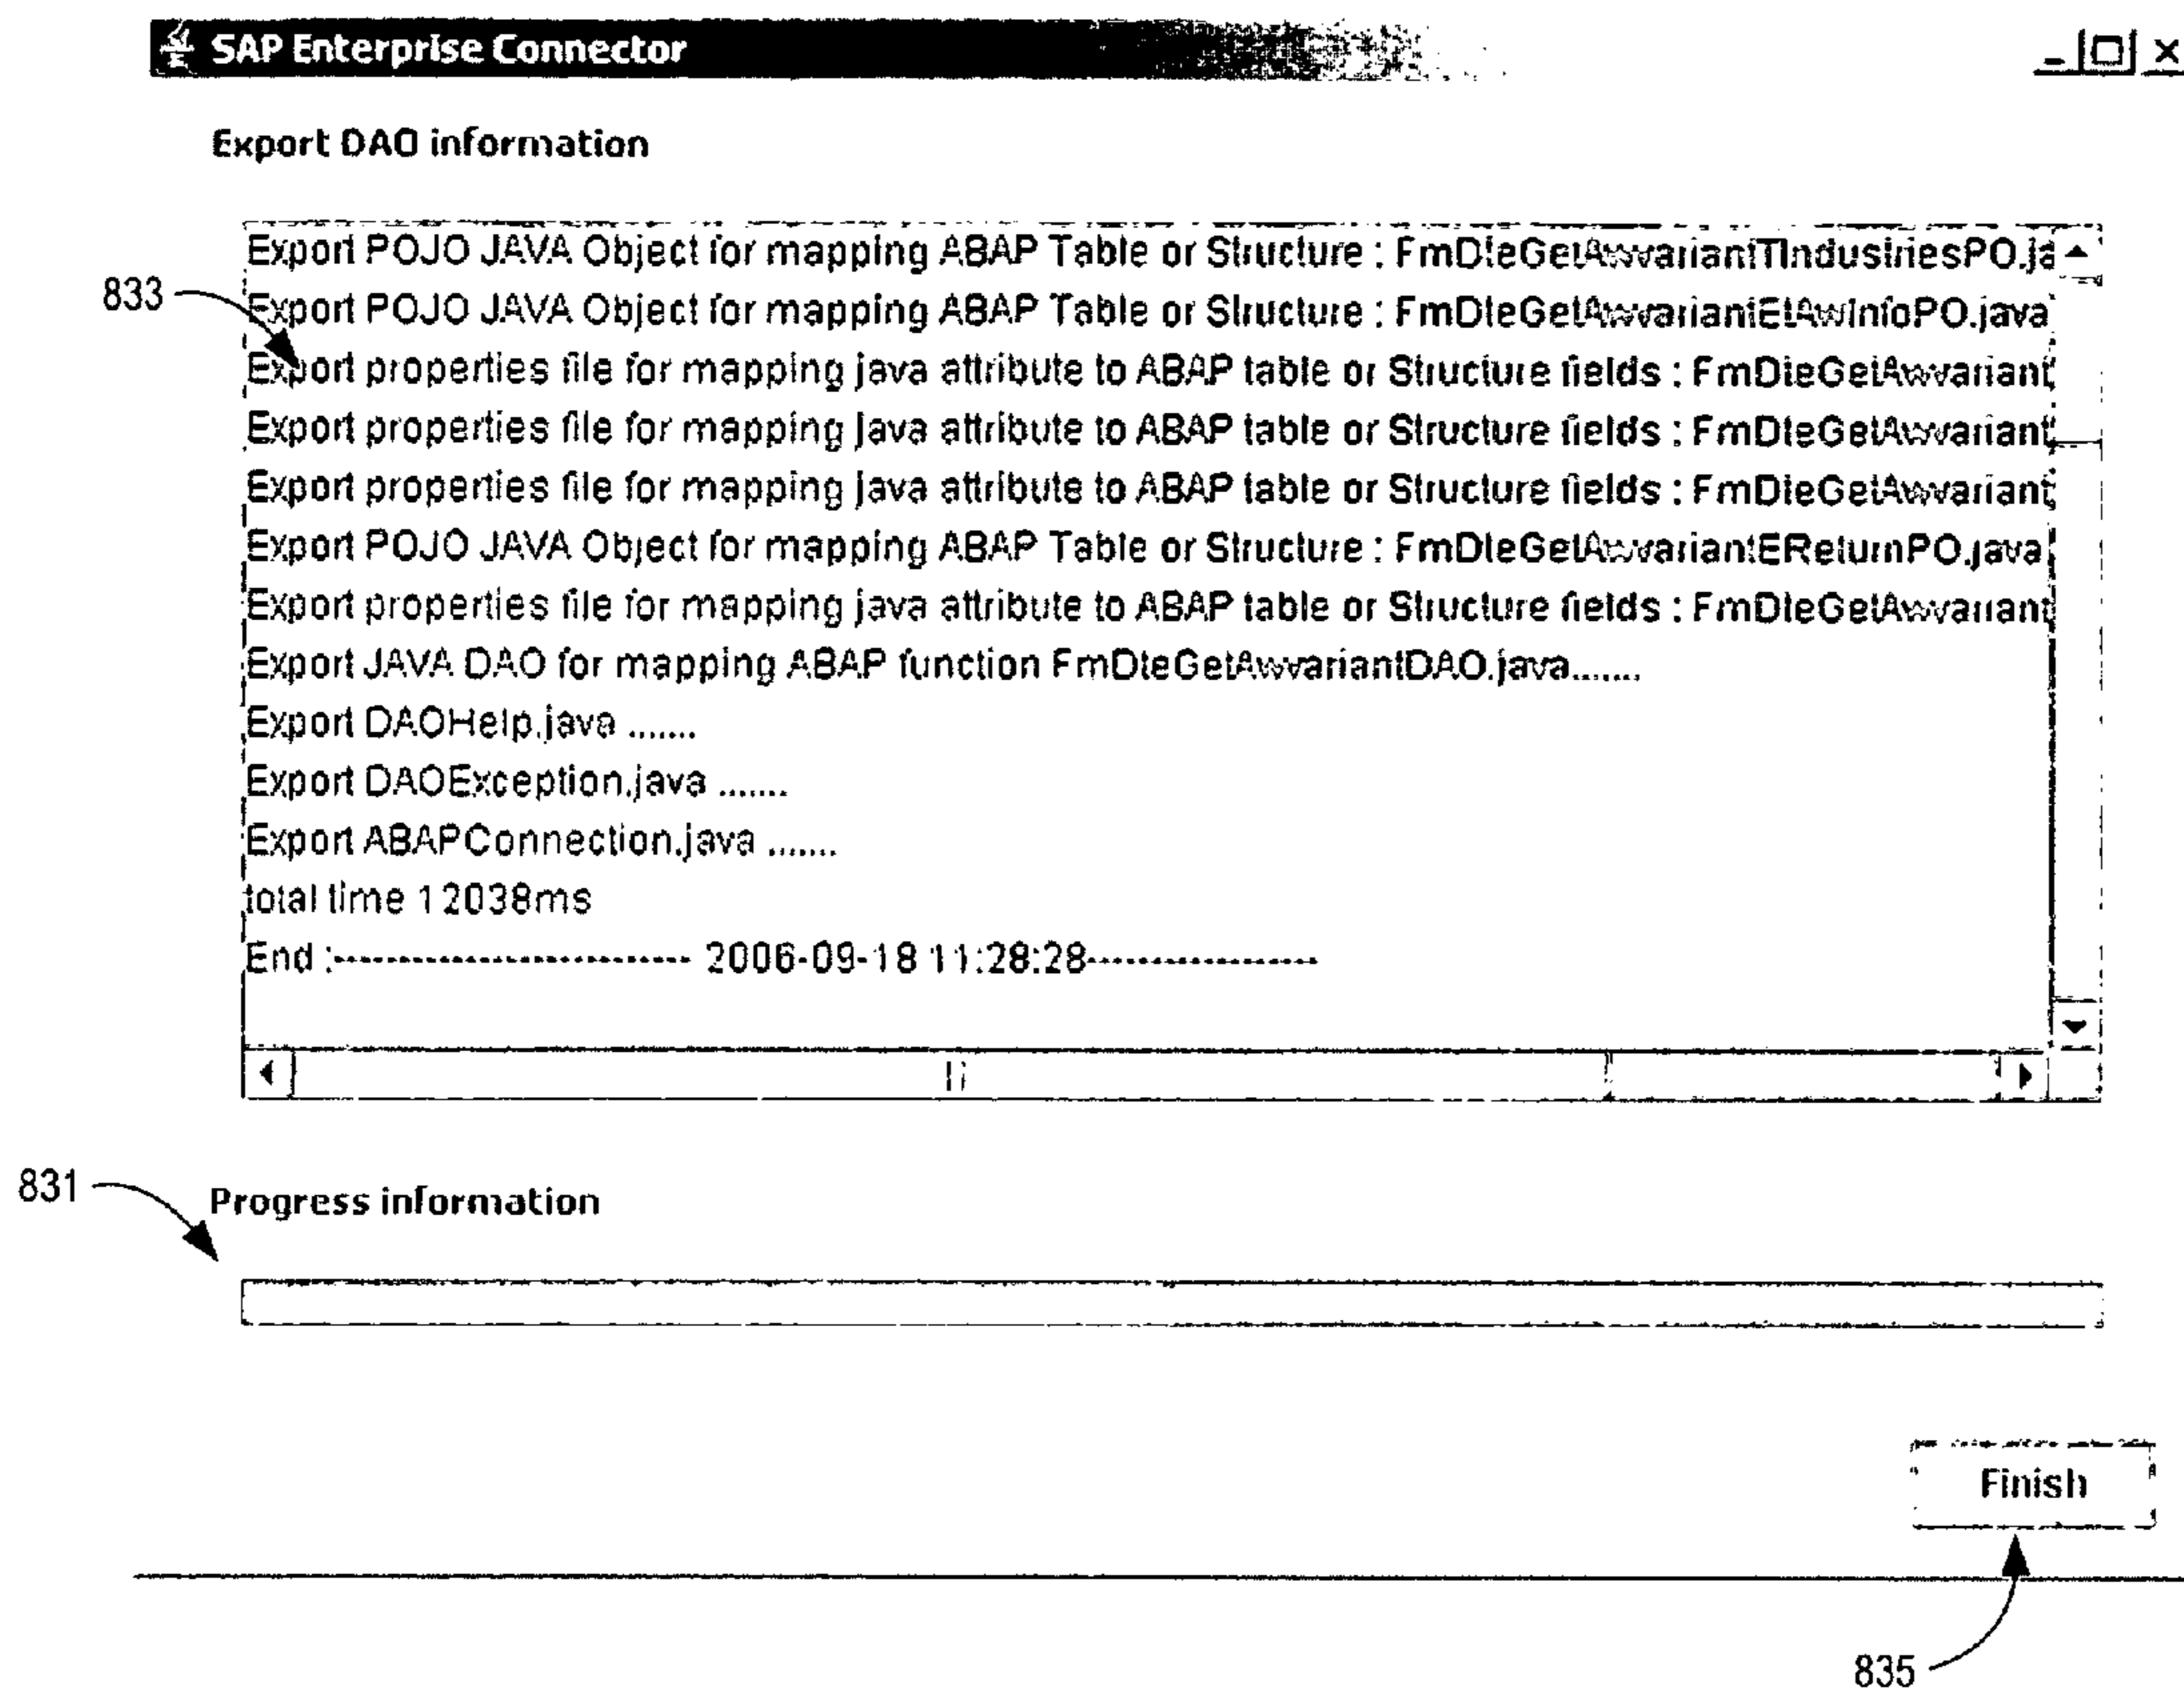 SAP Enterprise Connector
Export DAO information
Export POJO JAVA Object for mapping ABAP Table or Structure : FmDteGetAwvariantTIndustriesPO.ja
833
Export POJO JAVA Object for mapping ABAP Table or Structure : FmDteGetAwvariantEtAwInfoPO.java
Export properties file for mapping java attribute to ABAP table or Structure fields : FmDteGetAwvariant
Export properties file for mapping java attribute to ABAP table or Structure fields : FmDteGetAwvariant
Export properties file for mapping java attribute to ABAP table or Structure fields : FmDteGetAwvariant
Export POJO JAVA Object for mapping ABAP Table or Structure : FmDteGetAwvariantEReturnPO.java
Export properties file for mapping java attribute to ABAP table or Structure fields : FmDteGetAwvariant
Export JAVA DAO for mapping ABAP function FmDteGetAwvariantDAO.java.......
Export DAOHelp.java .......
Export DAOException.java .......
Export ABAPConnection.java .......
total time 12038ms
End :---------------------------- 2006-09-18 11:28:28------------------
831
Progress information
Finish
835